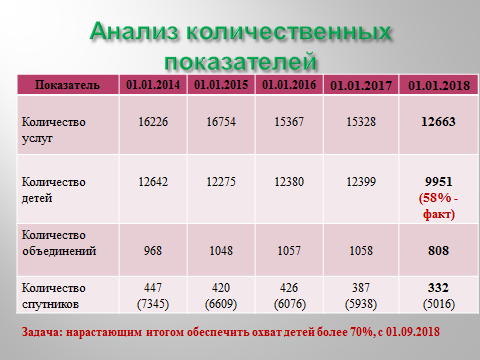 Анализ количественных
показателей
Показатель 01.01.2014 01.01.2015 01.01.2016 01.01.2017 01.01.2018
Количество 16226 16754 15367 15328 12663
услуг
Количество 12642 12275 12380 12399 9951
детей (58% -
факт)
Количество
объединений 968 1048 1057 1058 808
Количество 447 420 426 387 332
спутников (7345) (6609) (6076) (5938) (5016)
Задача: нарастающим итогом обеспечить охват детей более 70%, с 01.09.2018